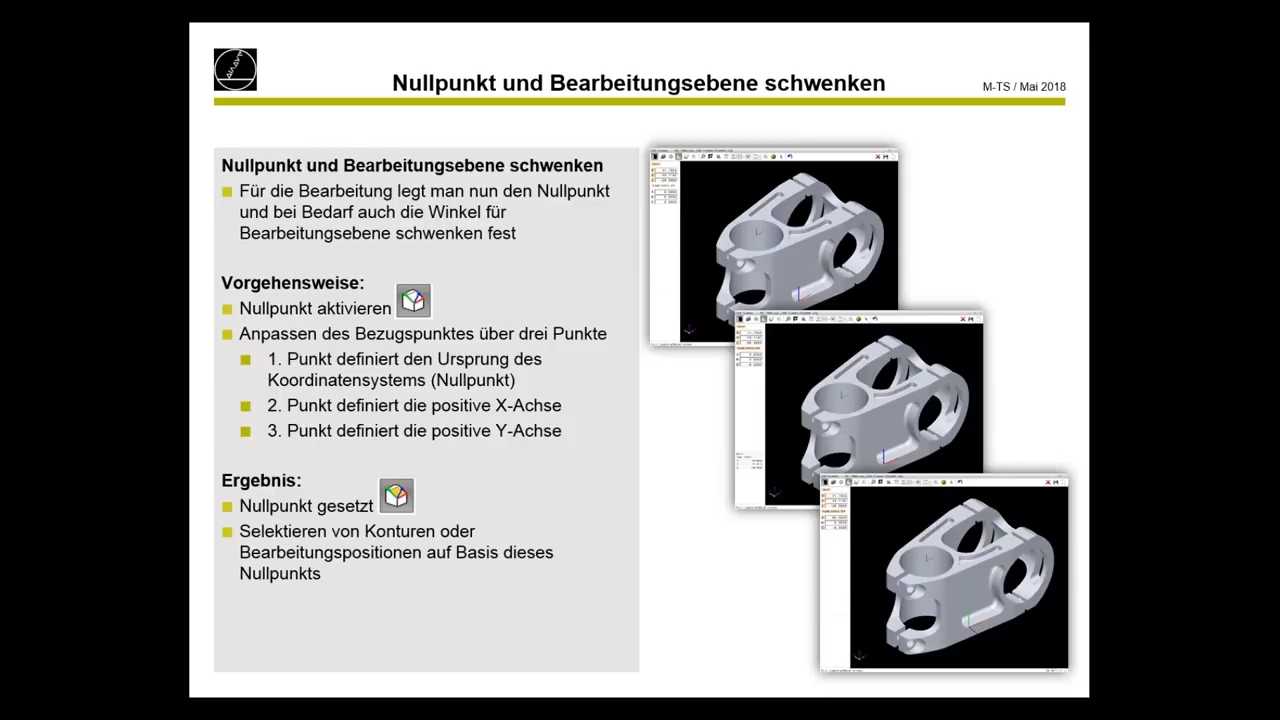 Nullpunkt und Bearbeitungsebene schwenken
M-TS / Mai 2018
Nullpunkt und Bearbeitungsebene schwenken
Für die Bearbeitung legt man nun den Nullpunkt
und bei Bedarf auch die Winkel für
Bearbeitungsebene schwenken fest
Vorgehensweise:
Nullpunkt aktivieren
Anpassen des Bezugspunktes über drei Punkte
1. Punkt definiert den Ursprung des
Koordinatensystems (Nullpunkt)
2. Punkt definiert die positive X-Achse
3. Punkt definiert die positive Y-Achse
Ergebnis:
Nullpunkt gesetzt
Selektieren von Konturen oder
Bearbeitungspositionen auf Basis dieses
Nullpunkts